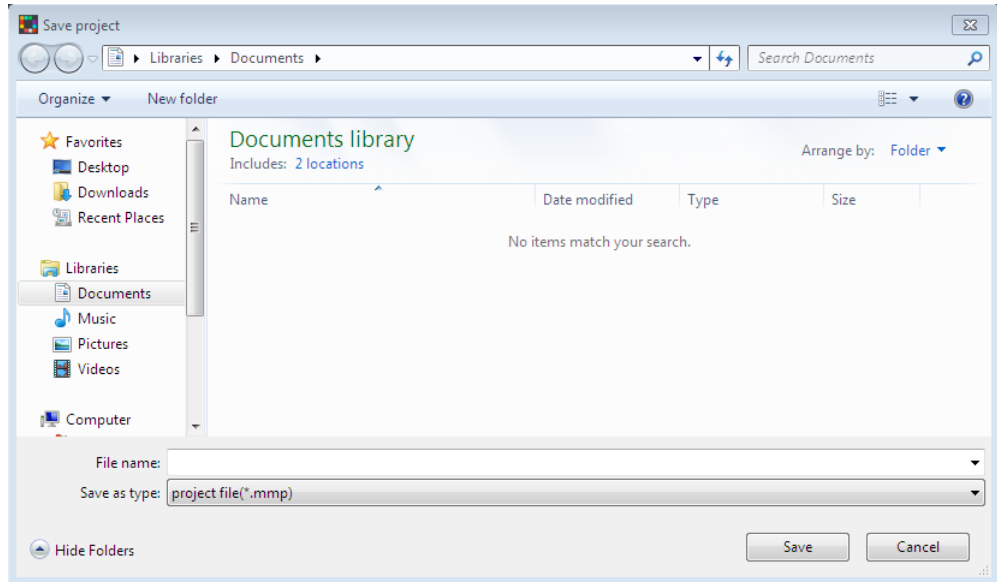 Save project
Libraries Documents
Search Documents
Organize New folder
Favorites
Desktop
Downloads
Recent Places
Libraries
Documents
Music
Pictures
Videos
Computer
Documents library
Includes: 2 locations
Arrange by: Folder
Name Date modified Type Size
No items match your search.
File name:
Save as type: project file(*.mmp)
Hide Folders
Save Cancel